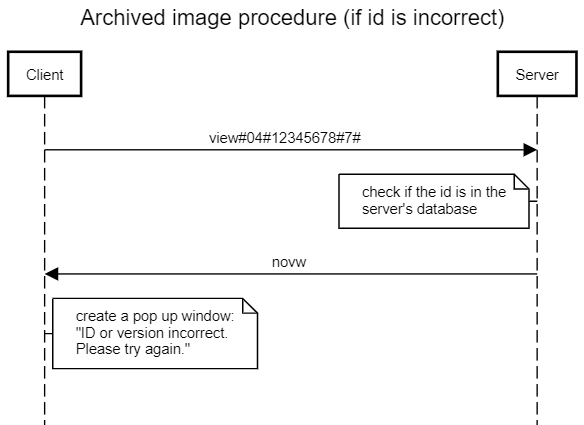 Archived image procedure (if id is incorrect)
Client
Server
view#04#12345678#7#
check if the id is in the
server's database
novw
create a pop up window:
"ID or version incorrect.
Please try again."